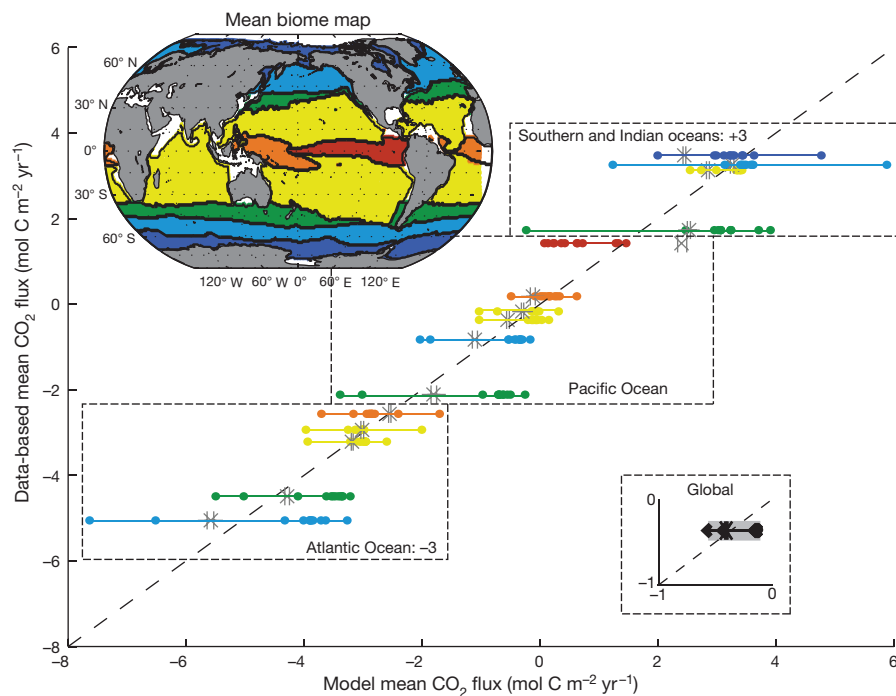 Mean biome map
60° N
30° N
0°
30° S
60° S
120° W 60° W 0° 60° E 120° E
Data-based mean CO₂ flux (mol C m⁻² yr⁻¹)
6
4
2
0
−2
−4
−6
−8
Southern and Indian oceans: +3
Pacific Ocean
Atlantic Ocean: −3
Global
0
−1
−1 0
−8 −6 −4 −2 0 2 4 6
Model mean CO₂ flux (mol C m⁻² yr⁻¹)